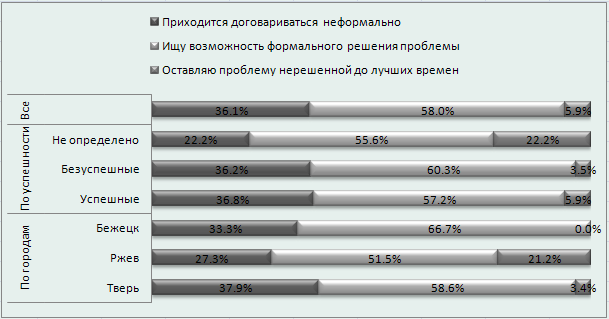 Приходится договариваться неформально
Ищу возможность формального решения проблемы
Оставляю проблему нерешенной до лучших времен
Все
36.1% 58.0% 5.9%
По успешности
Не определено 22.2% 55.6% 22.2%
Безуспешные 36.2% 60.3% 3.5%
Успешные 36.8% 57.2% 5.9%
По городам
Бежецк 33.3% 66.7% 0.0%
Ржев 27.3% 51.5% 21.2%
Тверь 37.9% 58.6% 3.4%